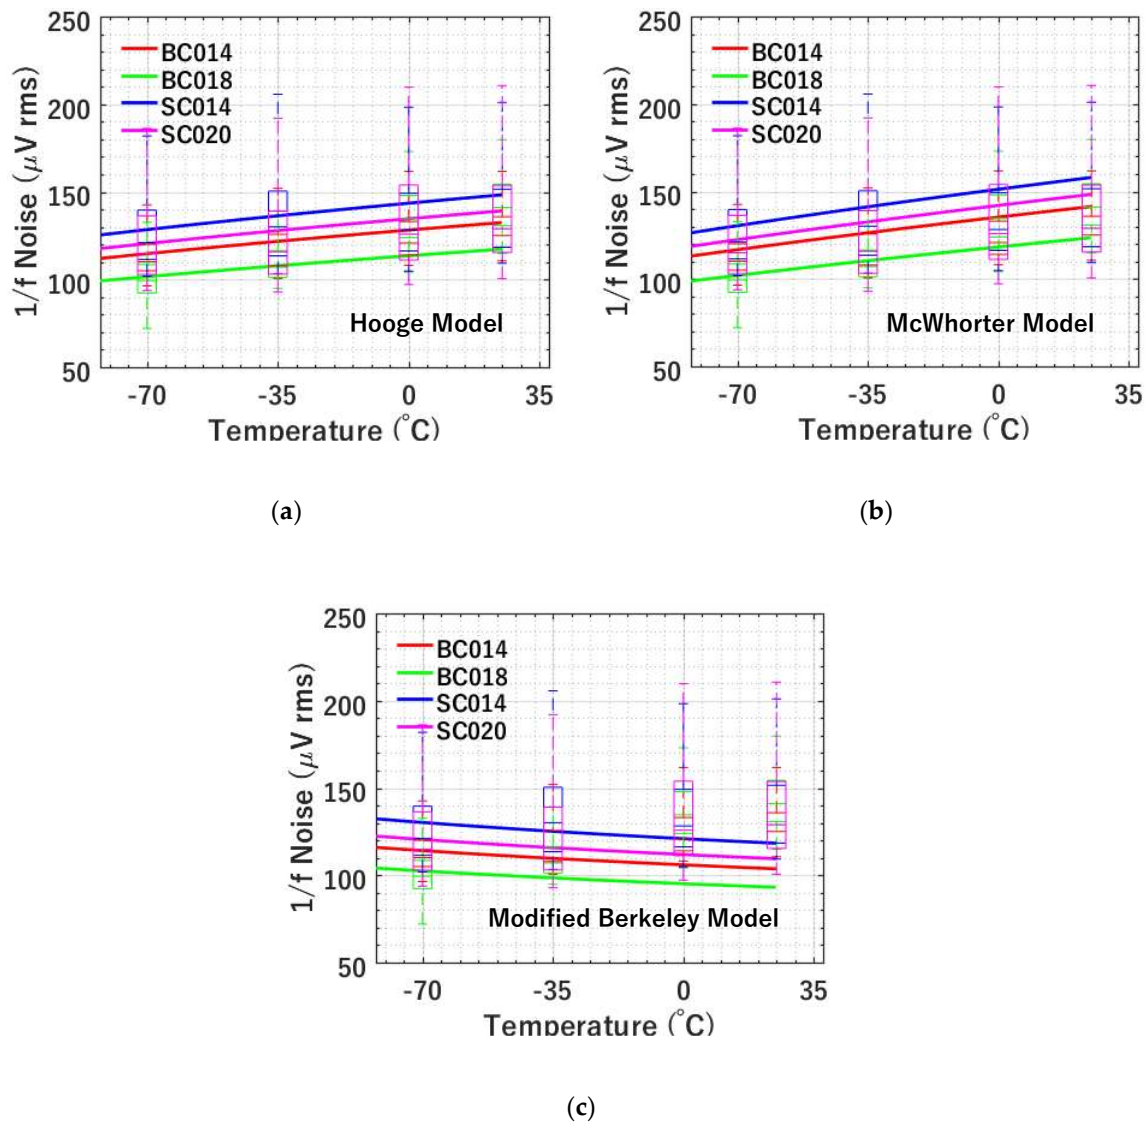 250
200
150
100
50
1/f Noise (μV rms)
BC014
BC018
SC014
SC020
Hooge Model
-70 -35 0 35
Temperature (°C)
(a)
250
200
150
100
50
1/f Noise (μV rms)
BC014
BC018
SC014
SC020
McWhorter Model
-70 -35 0 35
Temperature (°C)
(b)
250
200
150
100
50
1/f Noise (μV rms)
BC014
BC018
SC014
SC020
Modified Berkeley Model
-70 -35 0 35
Temperature (°C)
(c)